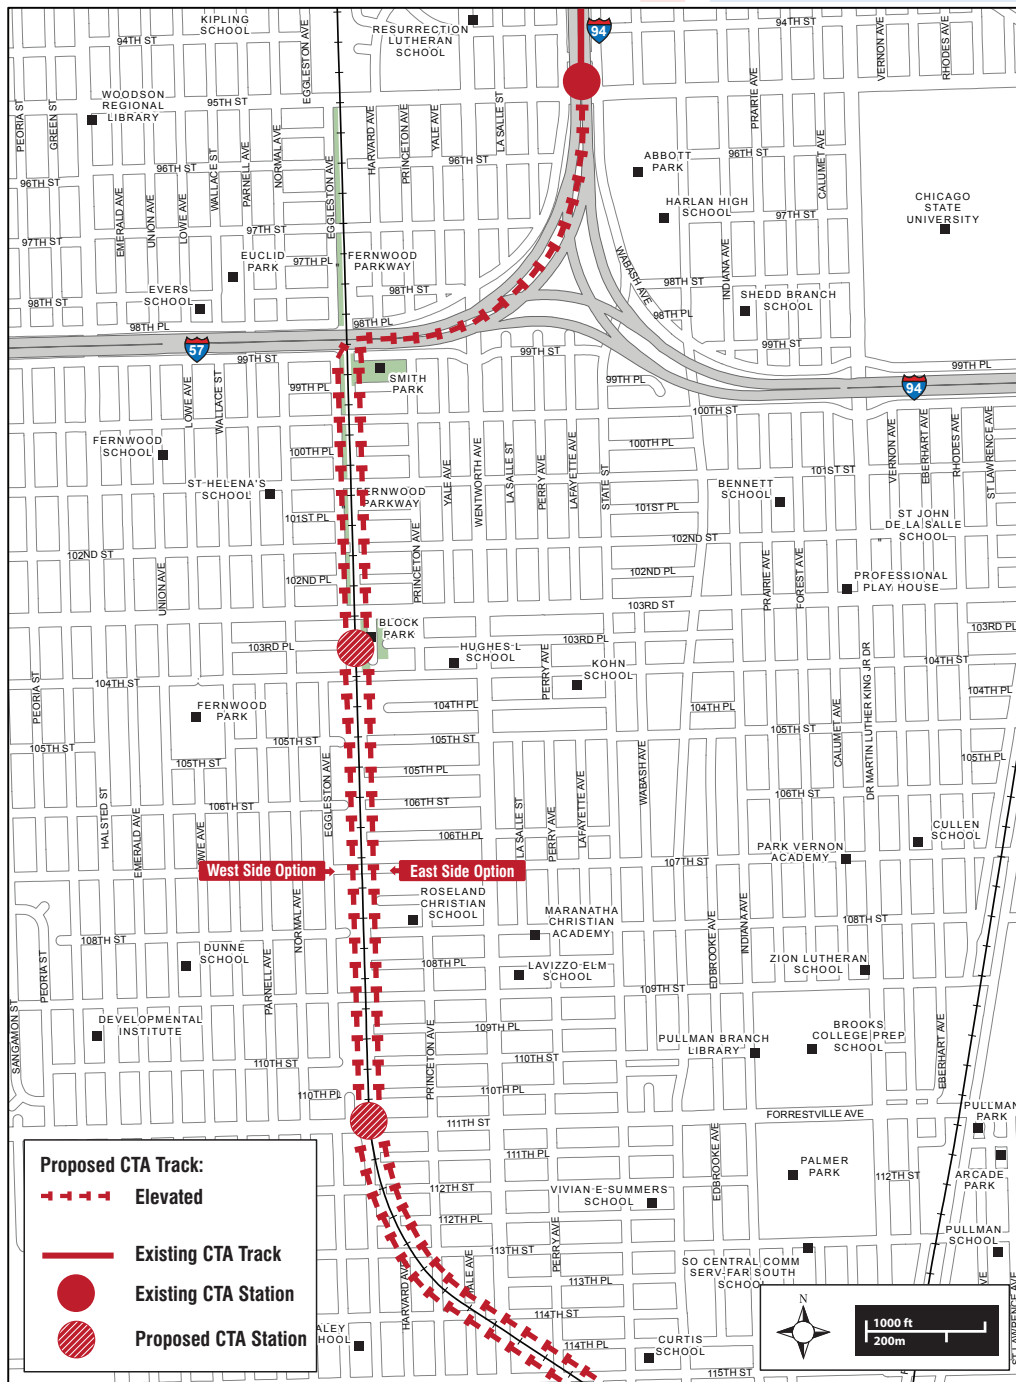 KIPLING
SCHOOL
RESURRECTION
LUTHERAN
SCHOOL
94
94TH ST
94TH ST
EGGLESTON AVE
VERNON AVE
RHODES AVE
WOODSON
REGIONAL
LIBRARY
95TH ST
PEORIA ST
GREEN ST
WALLACE ST
PARNELL AVE
NORMAL AVE
HARVARD AVE
PRINCETON AVE
YALE AVE
LA SALLE ST
PRAIRIE AVE
CALUMET AVE
96TH ST
96TH ST
96TH ST
96TH ST
ABBOTT
PARK
HARLAN HIGH
SCHOOL
CHICAGO
STATE
UNIVERSITY
EMERALD AVE
UNION AVE
LOWE AVE
EGGLESTON AVE
97TH ST
97TH ST
97TH ST
97TH PL
EUCLID
PARK
FERNWOOD
PARKWAY
WABASH AVE
INDIANA AVE
EVERS
SCHOOL
98TH ST
98TH ST
98TH ST
98TH PL
98TH PL
98TH PL
SHEDD BRANCH
SCHOOL
57
99TH ST
99TH ST
99TH ST
99TH PL
99TH PL
99TH PL
94
SMITH
PARK
LOWE AVE
WALLACE ST
100TH ST
100TH PL
100TH PL
FERNWOOD
SCHOOL
ST HELENA'S
SCHOOL
FERNWOOD
PARKWAY
YALE AVE
WENTWORTH AVE
LA SALLE ST
PERRY AVE
LAFAYETTE AVE
STATE ST
VERNON AVE
EBERHART AVE
RHODES AVE
ST LAWRENCE AVE
101ST ST
101ST PL
101ST PL
BENNETT
SCHOOL
ST JOHN
DE LA SALLE
SCHOOL
102ND ST
102ND ST
102ND PL
102ND PL
UNION AVE
PRINCETON AVE
PRAIRIE AVE
FOREST AVE
PROFESSIONAL
PLAY HOUSE
103RD ST
103RD PL
103RD PL
103RD PL
BLOCK
PARK
HUGHES L
SCHOOL
KOHN
SCHOOL
PERRY AVE
PEORIA ST
104TH ST
104TH ST
104TH PL
104TH PL
104TH PL
FERNWOOD
PARK
CALUMET AVE
DR MARTIN LUTHER KING JR DR
105TH ST
105TH ST
105TH ST
105TH ST
105TH ST
105TH PL
105TH PL
EGGLESTON AVE
WABASH AVE
HALSTED ST
EMERALD AVE
106TH ST
106TH ST
106TH ST
106TH PL
LA SALLE ST
PERRY AVE
LAFAYETTE AVE
CULLEN
SCHOOL
PARK VERNON
ACADEMY
107TH ST
West Side Option
East Side Option
ROSELAND
CHRISTIAN
SCHOOL
MARANATHA
CHRISTIAN
ACADEMY
NORMAL AVE
EDBROOKE AVE
INDIANA AVE
108TH ST
108TH ST
108TH PL
DUNNE
SCHOOL
LAVIZZO ELM
SCHOOL
ZION LUTHERAN
SCHOOL
PEORIA ST
PARNELL AVE
109TH ST
109TH PL
SANGAMON ST
DEVELOPMENTAL
INSTITUTE
PRINCETON AVE
PULLMAN BRANCH
LIBRARY
BROOKS
COLLEGE PREP
SCHOOL
EBERHART AVE
110TH ST
110TH ST
110TH PL
110TH PL
PULLMAN
PARK
FORRESTVILLE AVE
111TH ST
111TH PL
EDBROOKE AVE
PALMER
PARK
112TH ST
ARCADE
PARK
112TH ST
112TH PL
VIVIAN E SUMMERS
SCHOOL
PULLMAN
SCHOOL
PERRY AVE
113TH ST
113TH PL
SO CENTRAL COMM
SERV-FAR SOUTH
SCHOOL
HARVARD AVE
114TH ST
114TH PL
CURTIS
SCHOOL
115TH ST
Proposed CTA Track:
Elevated
Existing CTA Track
Existing CTA Station
Proposed CTA Station
N
1000 ft
200m